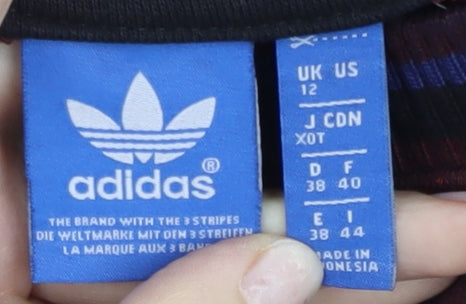 ®
adidas
THE BRAND WITH THE 3 STRIPES
DIE WELTMARKE MIT DEN 3 STREIFEN
LA MARQUE AUX 3
UK US
12
J CDN
XOT
D F
38 40
E I
38 44
MADE IN
INDONESIA